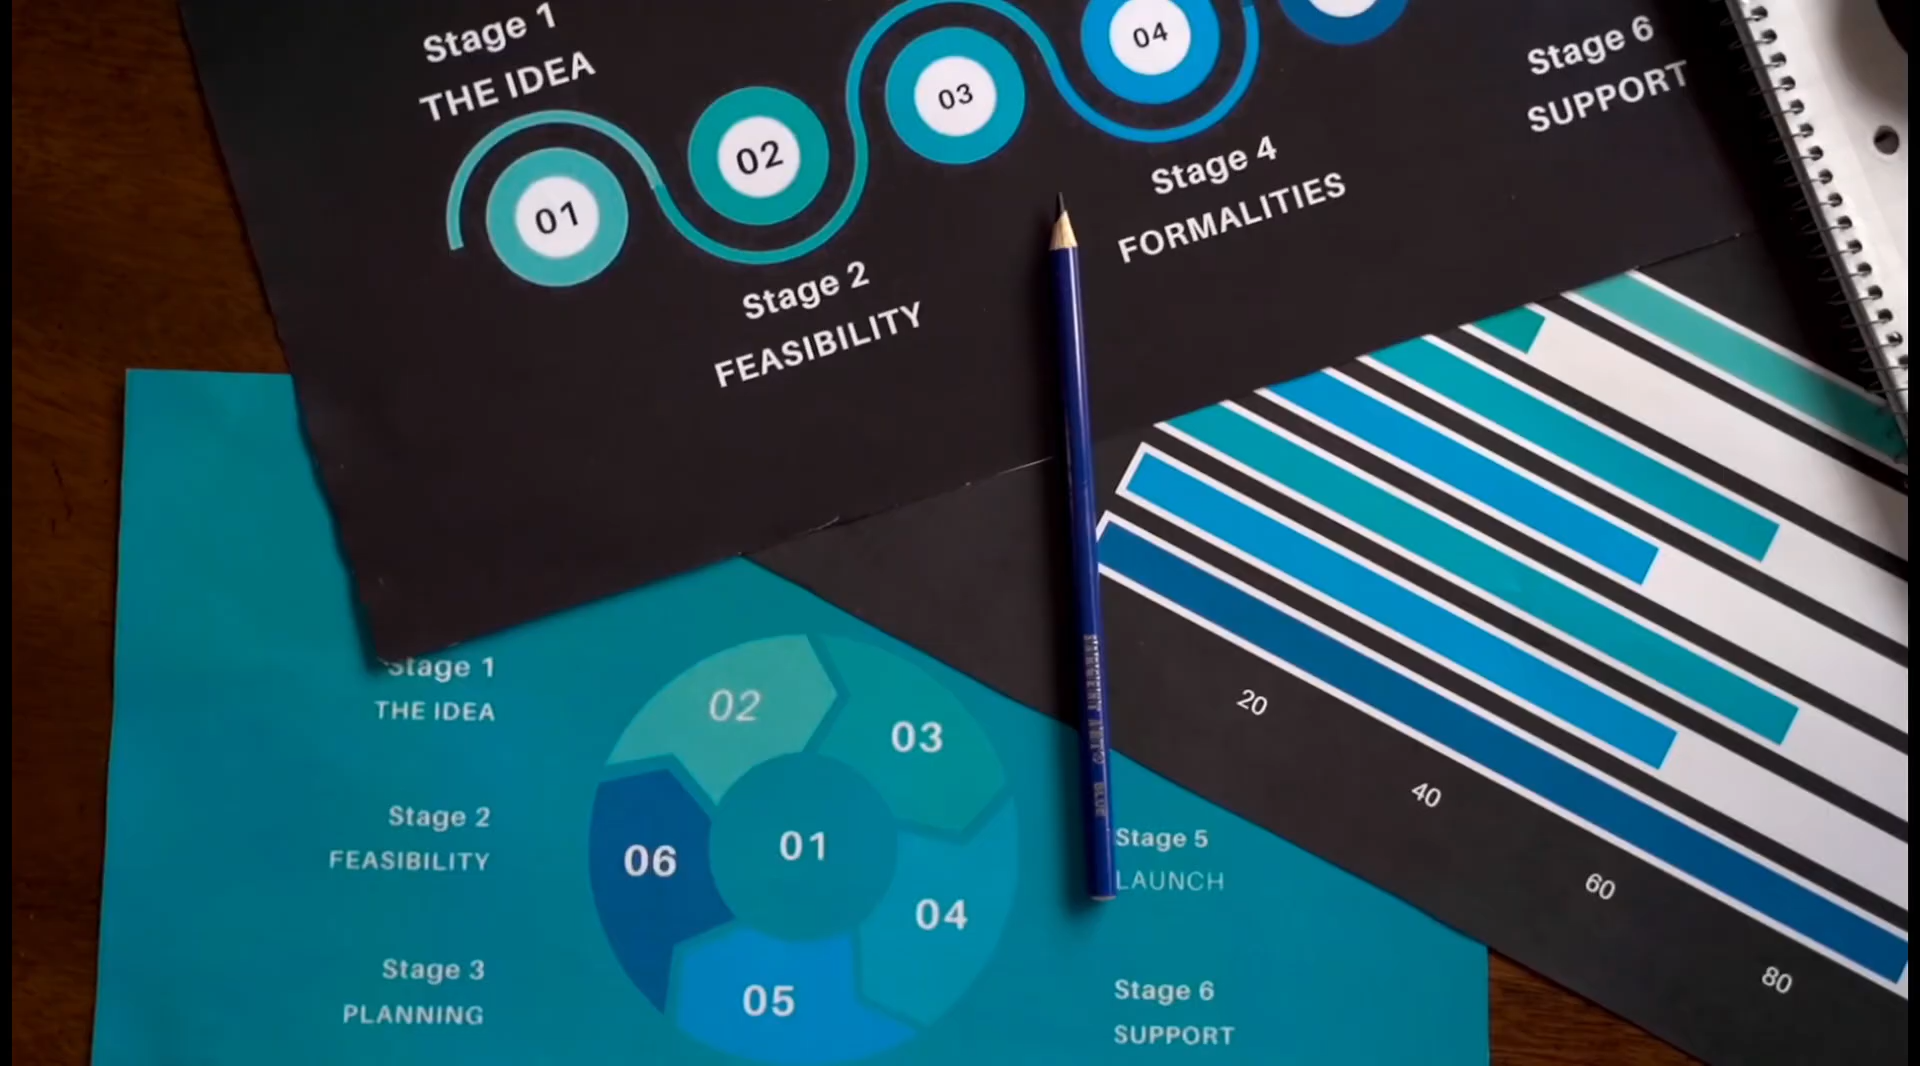 Stage 1
THE IDEA
01
02
03
04
Stage 2
FEASIBILITY
Stage 4
FORMALITIES
Stage 6
SUPPORT
20
40
60
80
Stage 1
THE IDEA
Stage 2
FEASIBILITY
Stage 3
PLANNING
02
03
06
01
04
05
Stage 5
LAUNCH
Stage 6
SUPPORT
BLUE